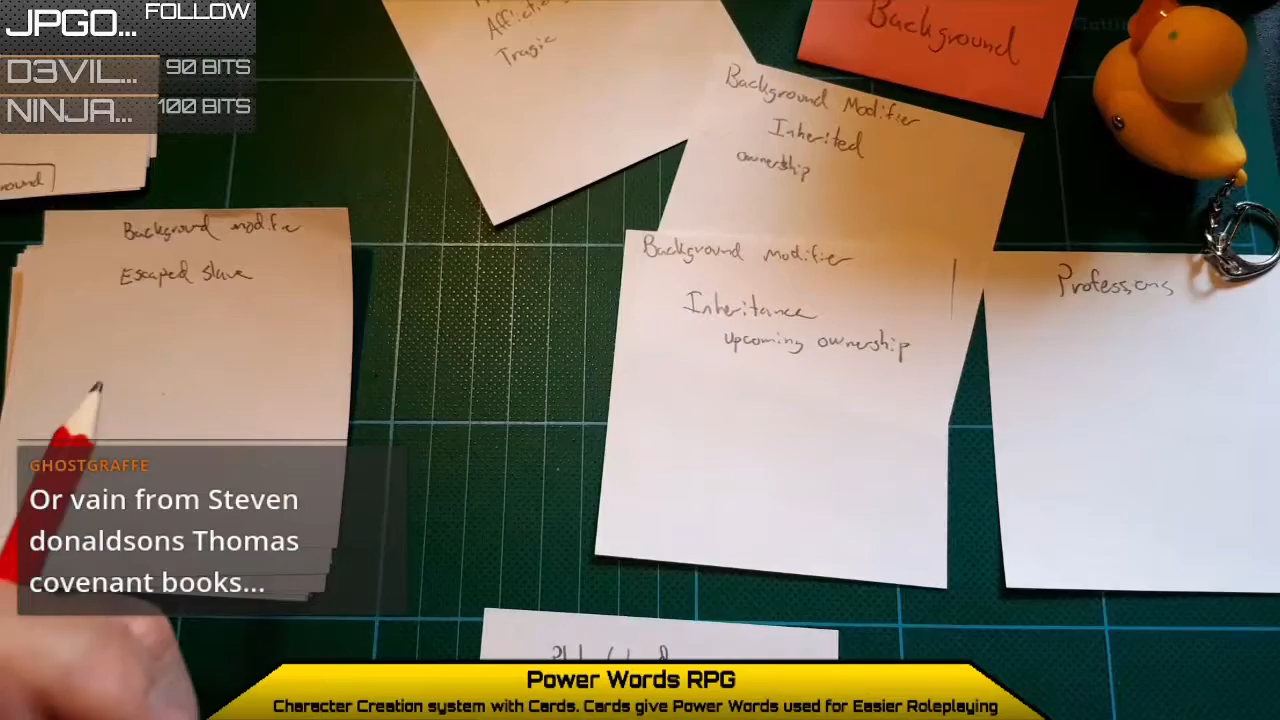 JPGO... FOLLOW
D3VIL... 90 BITS
NINJA... 100 BITS
Tragic
Background
Background Modifier
Inherited
ownership
ound
Background modifie
Escaped slave
Background modifier
Inheritance
upcoming ownership
Professions
GHOSTGRAFFE
Or vain from Steven
donaldsons Thomas
covenant books...
Power Words RPG
Character Creation system with Cards. Cards give Power Words used for Easier Roleplaying